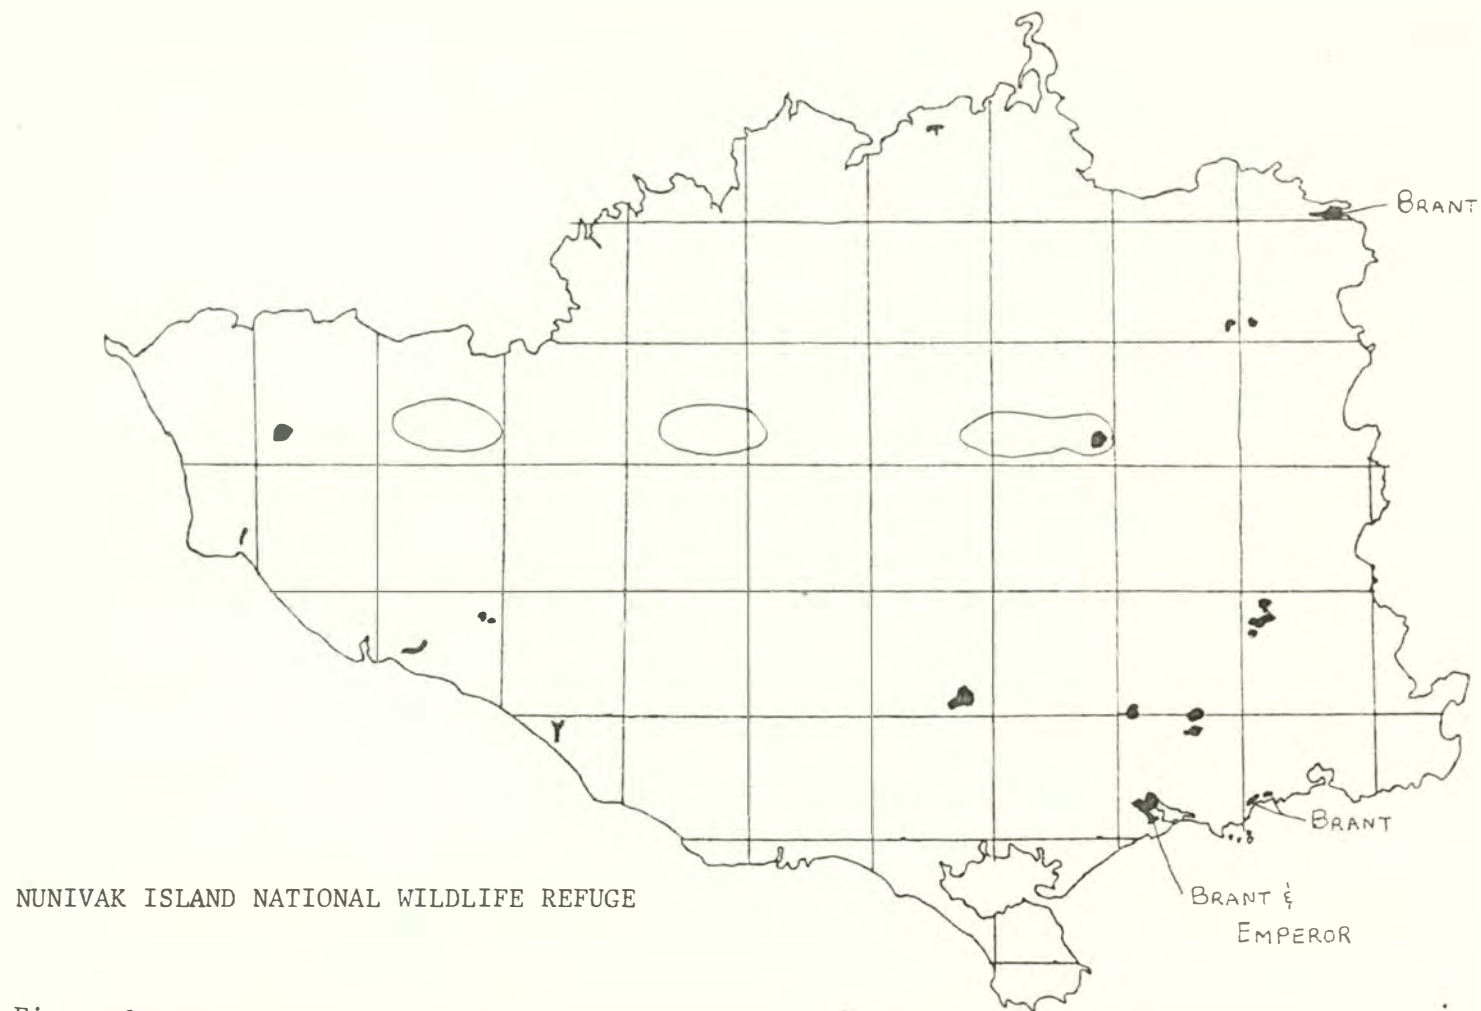 BRANT
BRANT
BRANT &
EMPEROR
NUNIVAK ISLAND NATIONAL WILDLIFE REFUGE